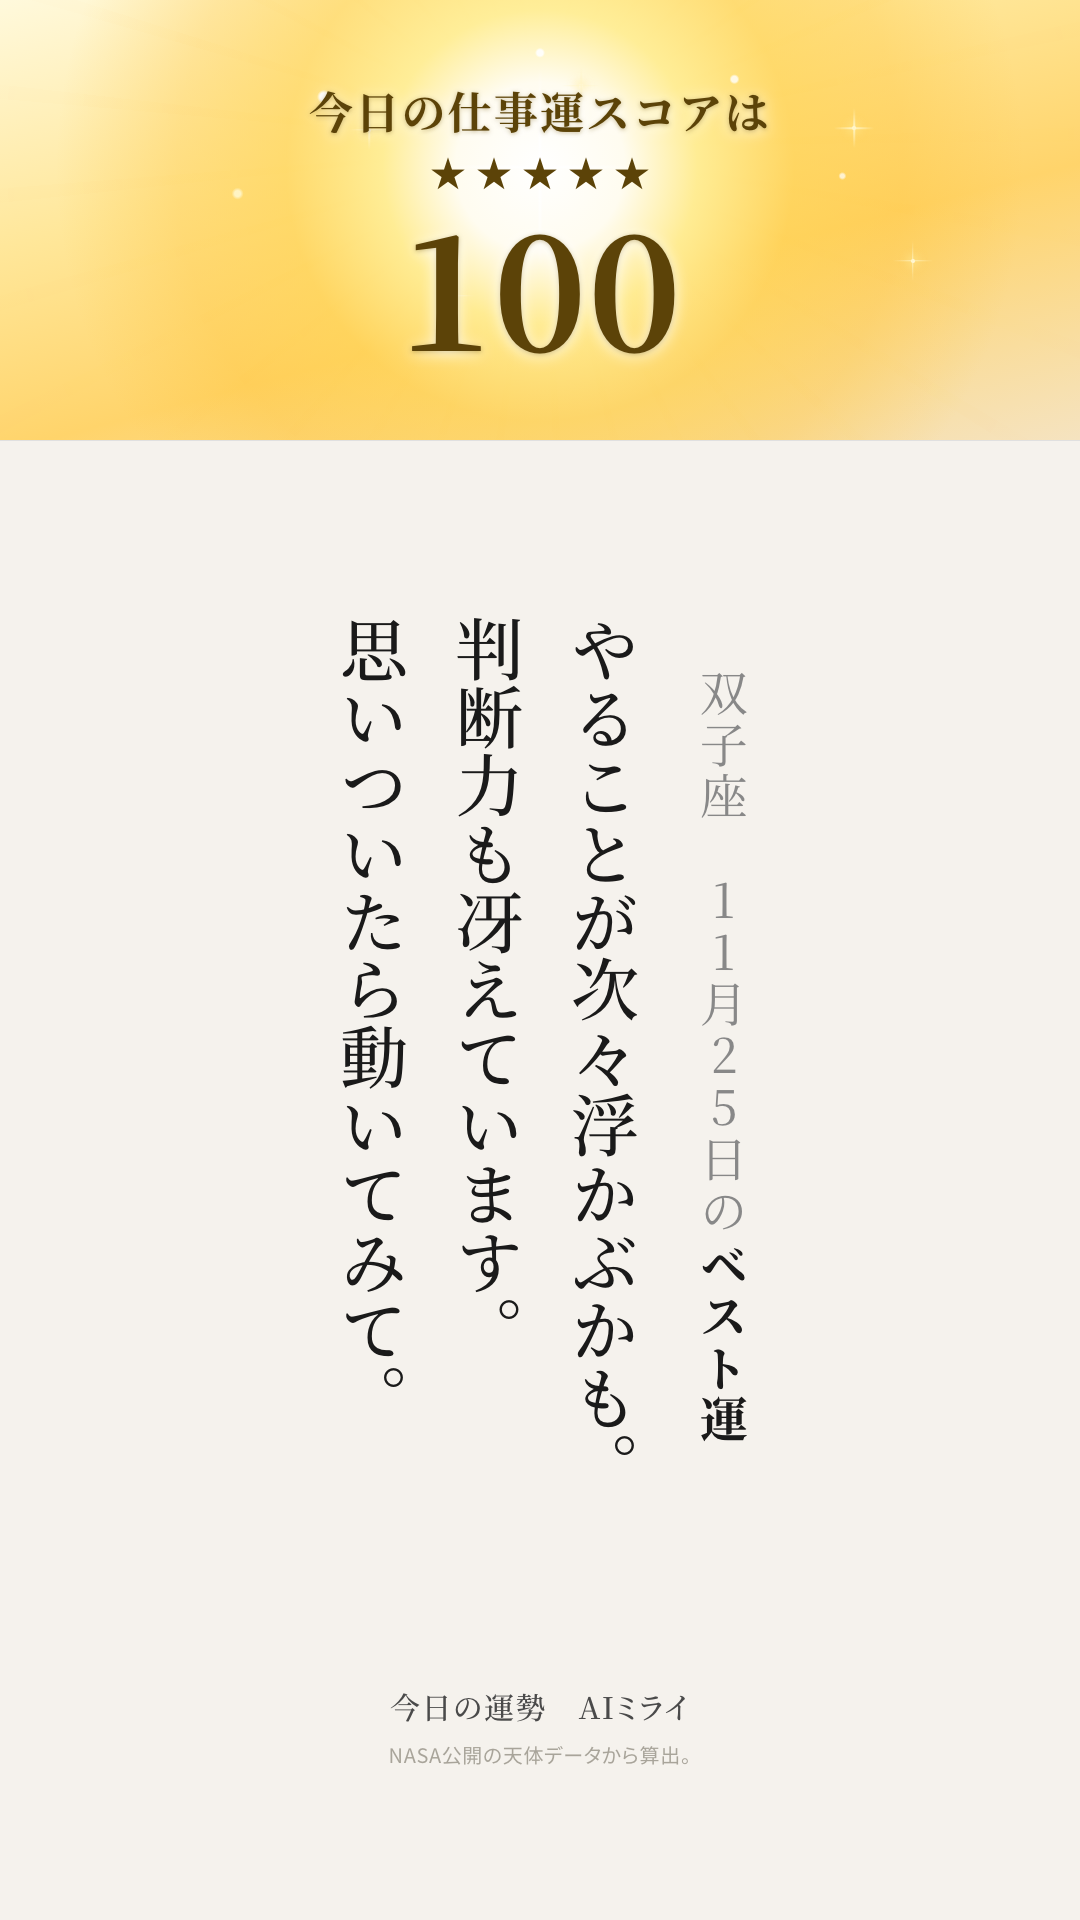 今日の仕事運スコアは
★★★★★
100
双子座　11月25日のベスト運
やることが次々浮かぶかも。
判断力も冴えています。
思いついたら動いてみて。
今日の運勢　AIミライ
NASA公開の天体データから算出。